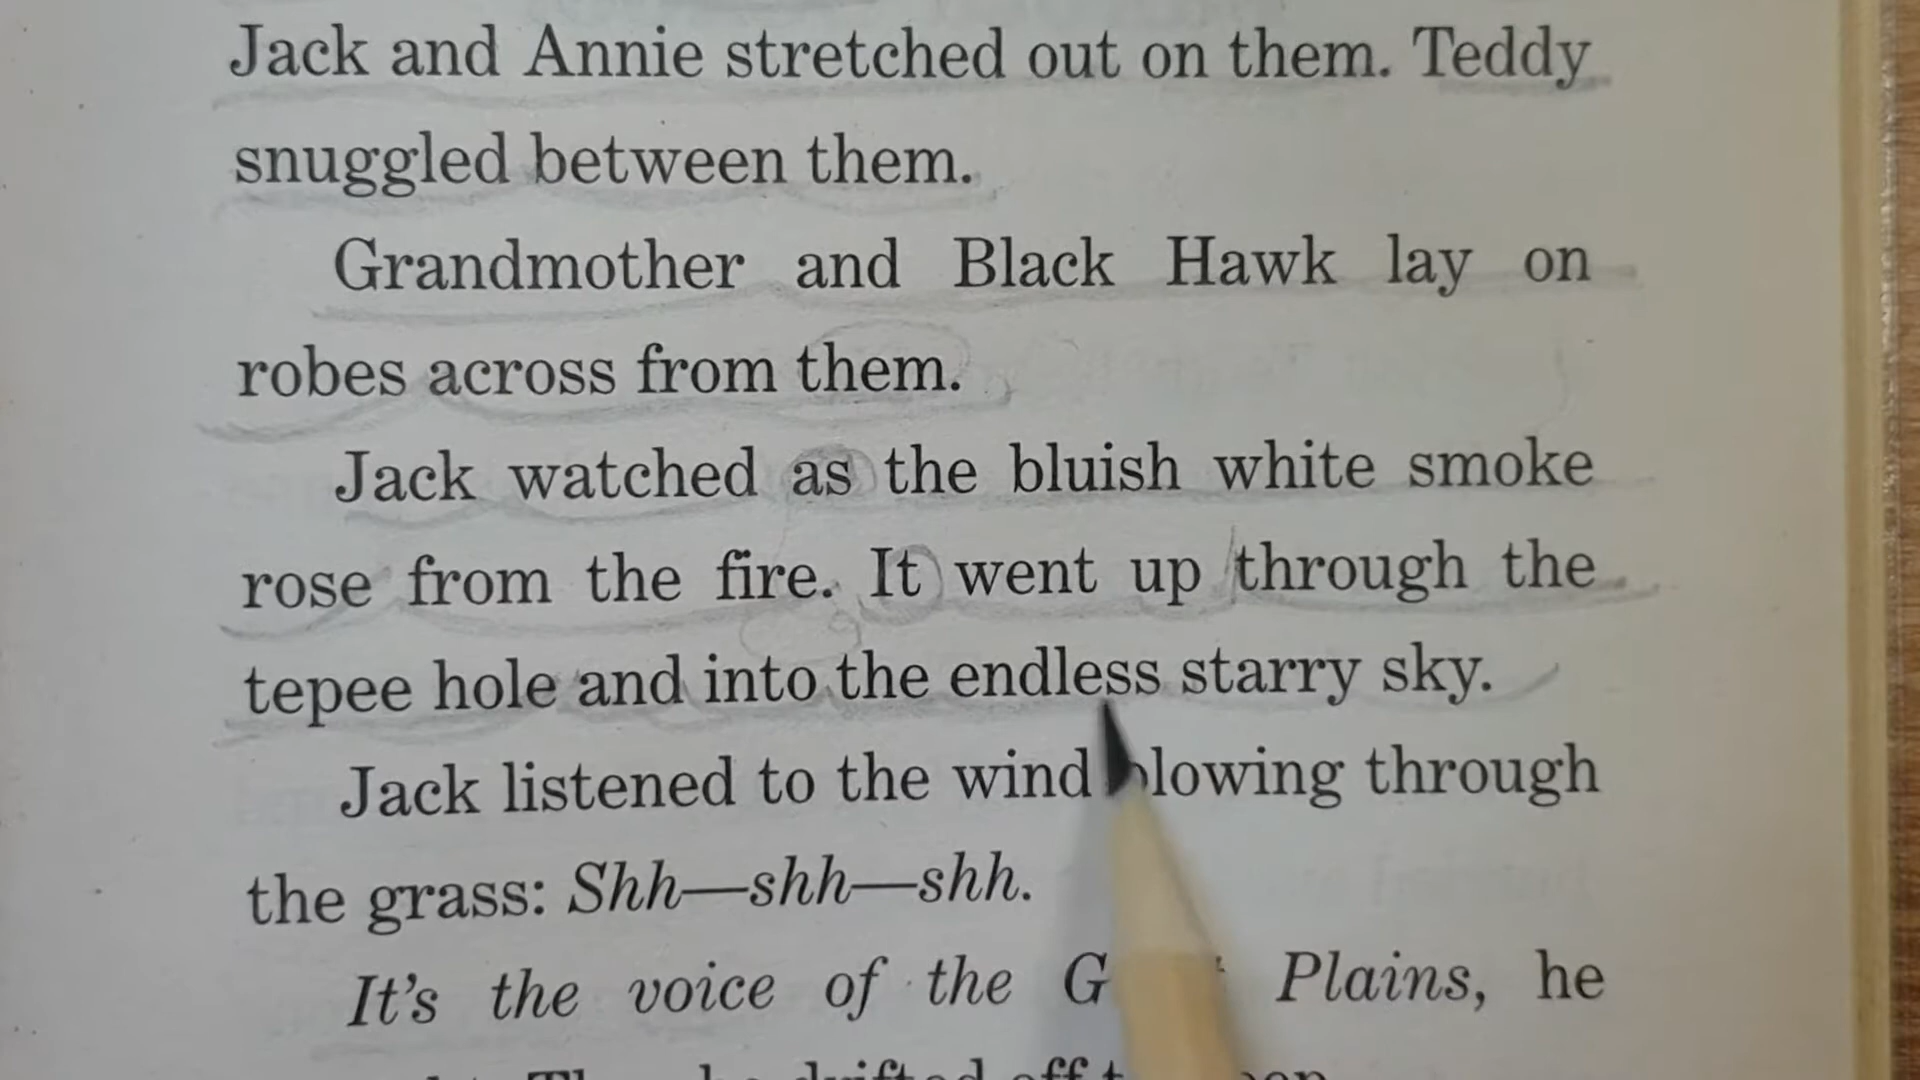 Jack and Annie stretched out on them. Teddy
snuggled between them.
Grandmother and Black Hawk lay on
robes across from them.
Jack watched as the bluish white smoke
rose from the fire. It went up through the
tepee hole and into the endless starry sky.
Jack listened to the wind blowing through
the grass: Shh—shh—shh.
It's the voice of the Plains, he
drifted off